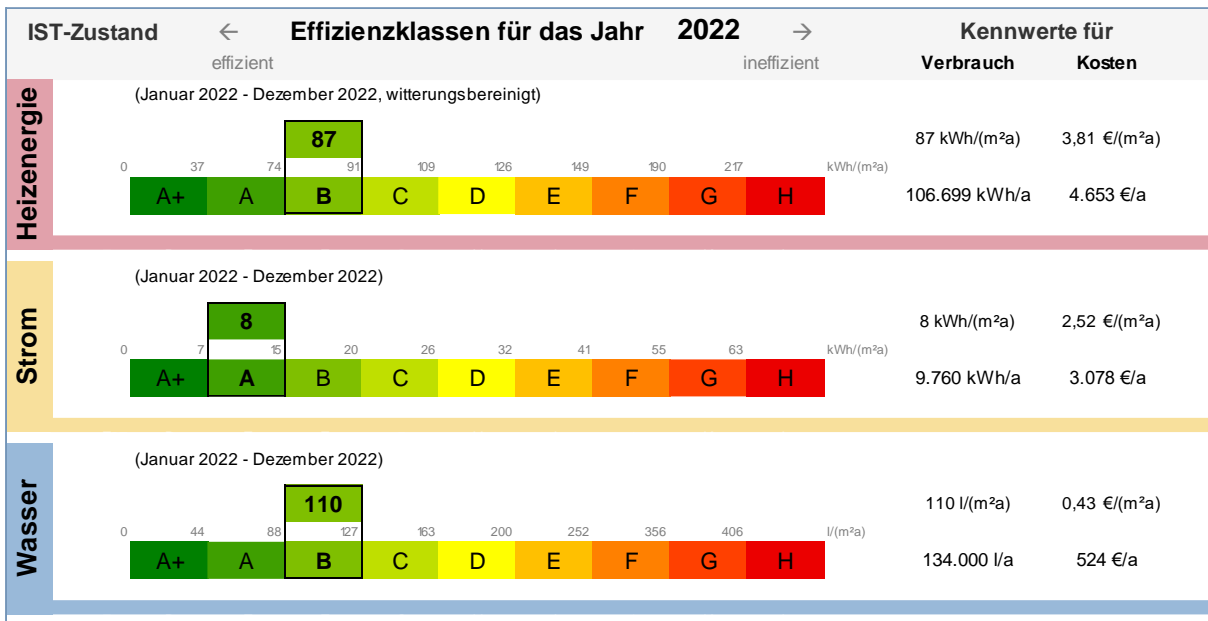 IST-Zustand ← Effizienzklassen für das Jahr 2022 → Kennwerte für
effizient ineffizient Verbrauch Kosten
Heizenergie
(Januar 2022 - Dezember 2022, witterungsbereinigt)
87 87 kWh/(m²a) 3,81 €/(m²a)
0 37 74 91 109 126 149 190 217 kWh/(m²a)
A+ A B C D E F G H 106.699 kWh/a 4.653 €/a
Strom
(Januar 2022 - Dezember 2022)
8 8 kWh/(m²a) 2,52 €/(m²a)
0 7 15 20 26 32 41 55 63 kWh/(m²a)
A+ A B C D E F G H 9.760 kWh/a 3.078 €/a
Wasser
(Januar 2022 - Dezember 2022)
110 110 l/(m²a) 0,43 €/(m²a)
0 44 88 127 163 200 252 356 406 l/(m²a)
A+ A B C D E F G H 134.000 l/a 524 €/a